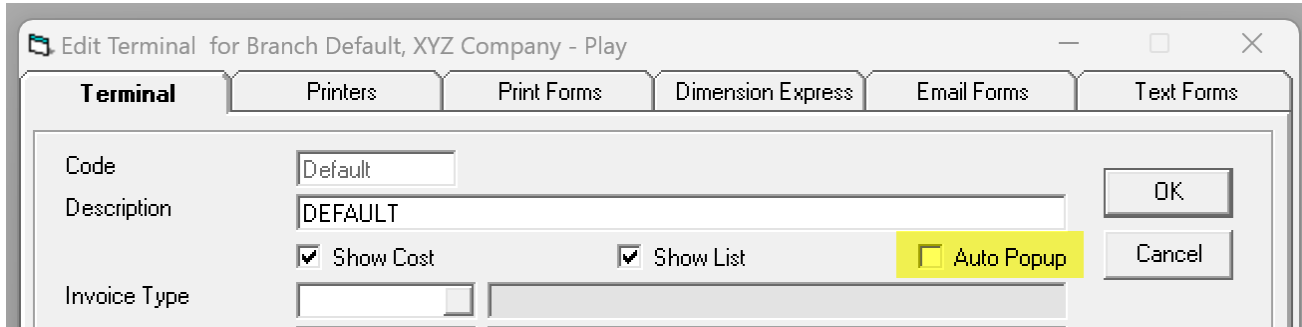 Edit Terminal for Branch Default, XYZ Company - Play
Terminal Printers Print Forms Dimension Express Email Forms Text Forms
Code Default
OK
Description DEFAULT
Show Cost Show List Auto Popup Cancel
Invoice Type